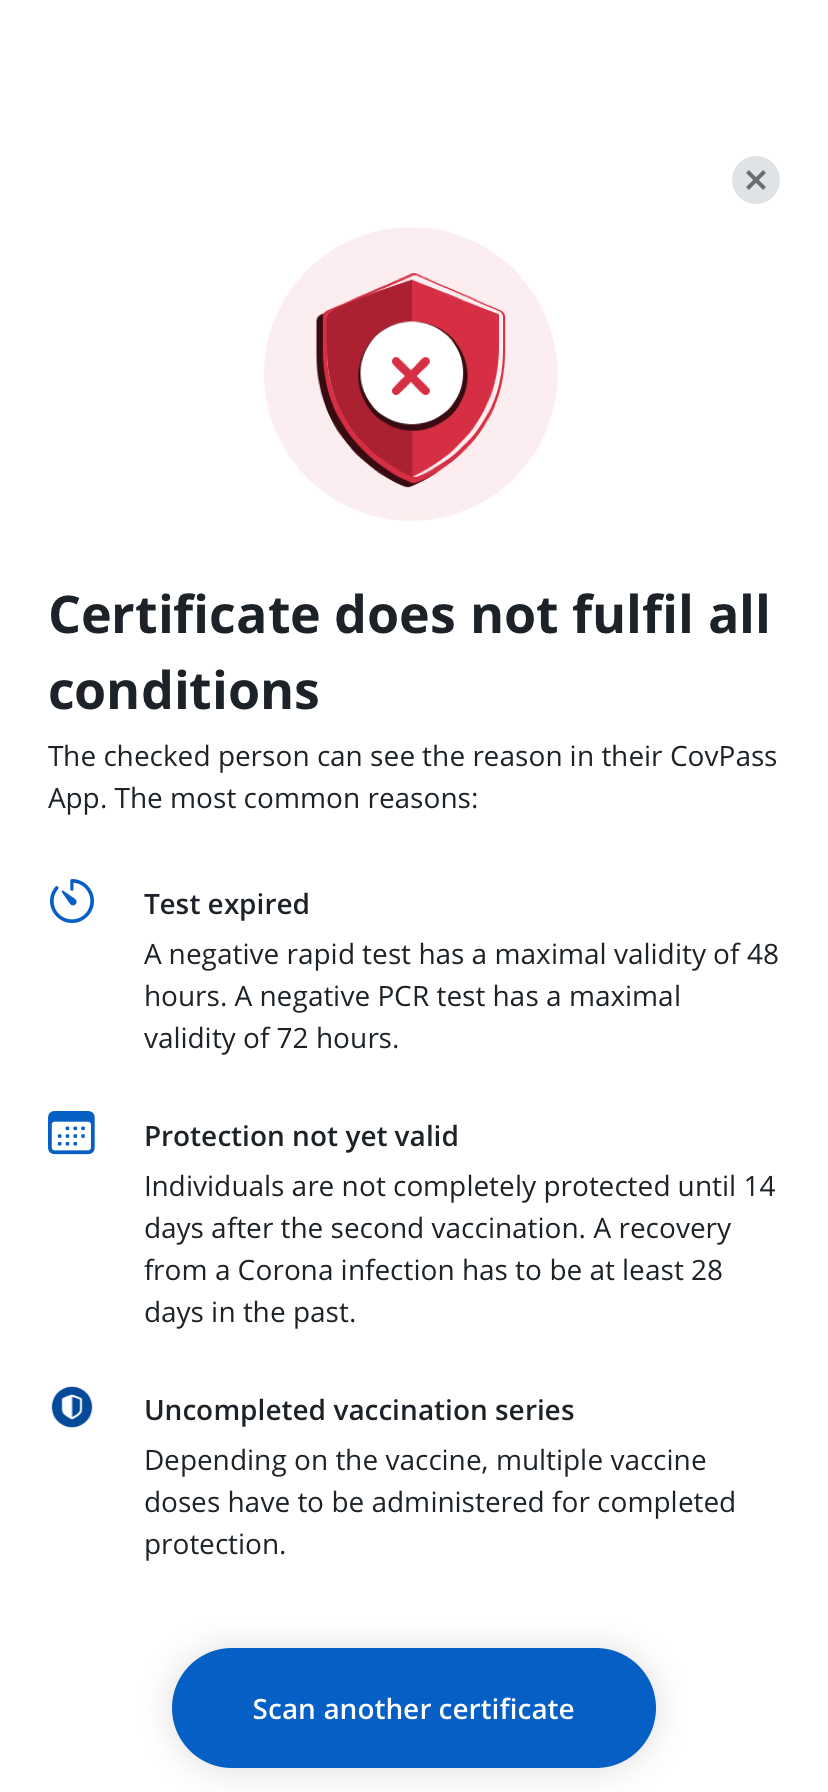 Certificate does not fulfil all
conditions
The checked person can see the reason in their CovPass
App. The most common reasons:
Test expired
A negative rapid test has a maximal validity of 48
hours. A negative PCR test has a maximal
validity of 72 hours.
Protection not yet valid
Individuals are not completely protected until 14
days after the second vaccination. A recovery
from a Corona infection has to be at least 28
days in the past.
Uncompleted vaccination series
Depending on the vaccine, multiple vaccine
doses have to be administered for completed
protection.
Scan another certificate